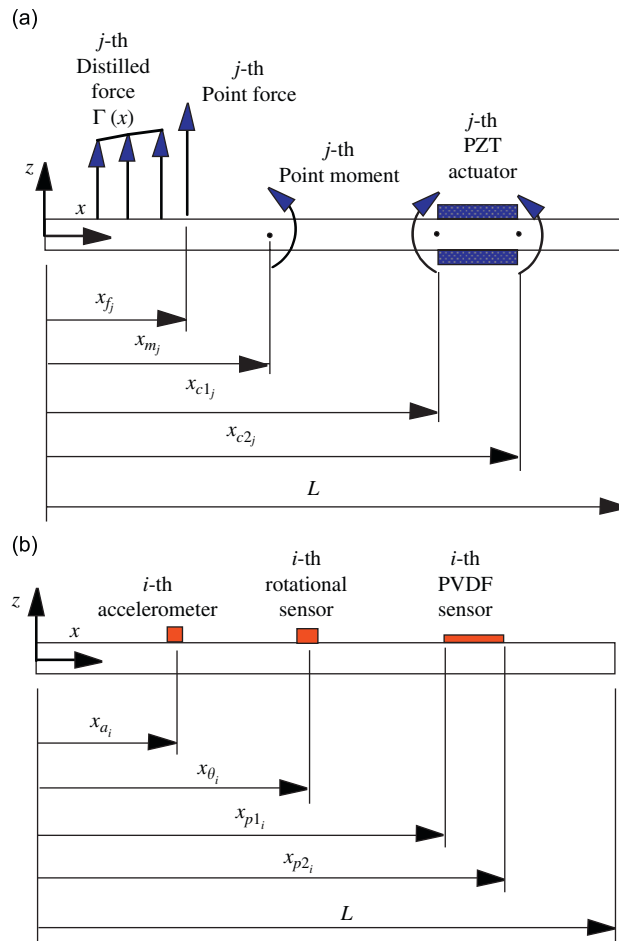 (a)
j-th
Distilled
force
Γ (x)
j-th
Point force
j-th
Point moment
j-th
PZT
actuator
z
x
x_{f_j}
x_{m_j}
x_{c1_j}
x_{c2_j}
L
(b)
i-th
accelerometer
i-th
rotational
sensor
i-th
PVDF
sensor
z
x
x_{a_i}
x_{θ_i}
x_{p1_i}
x_{p2_i}
L